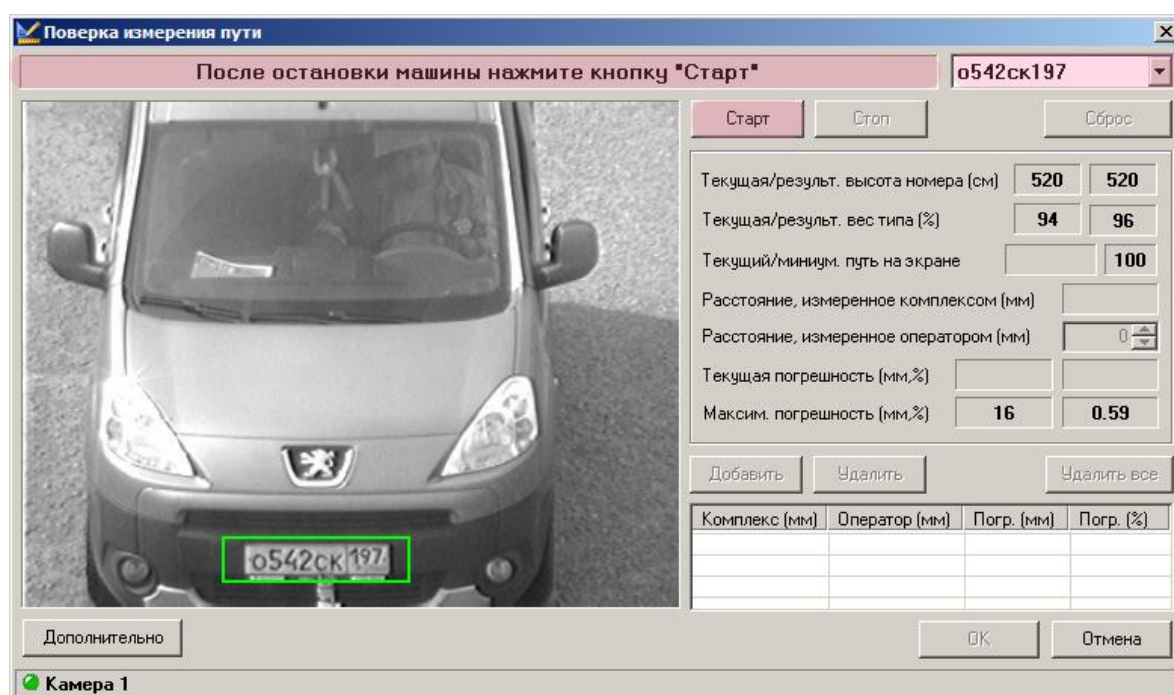 Поверка измерения пути
После остановки машины нажмите кнопку "Старт"
о542ск197
Старт
Стоп
Сброс
Текущая/результ. высота номера (см) 520 520
Текущая/результ. вес типа (%) 94 96
Текущий/миниум. путь на экране 100
Расстояние, измеренное комплексом (мм)
Расстояние, измеренное оператором (мм) 0
Текущая погрешность (мм,%)
Максим. погрешность (мм,%) 16 0.59
Добавить
Удалить
Удалить все
Комплекс (мм) Оператор (мм) Погр. (мм) Погр. (%)
о542ск 197
Дополнительно
OK
Отмена
Камера 1